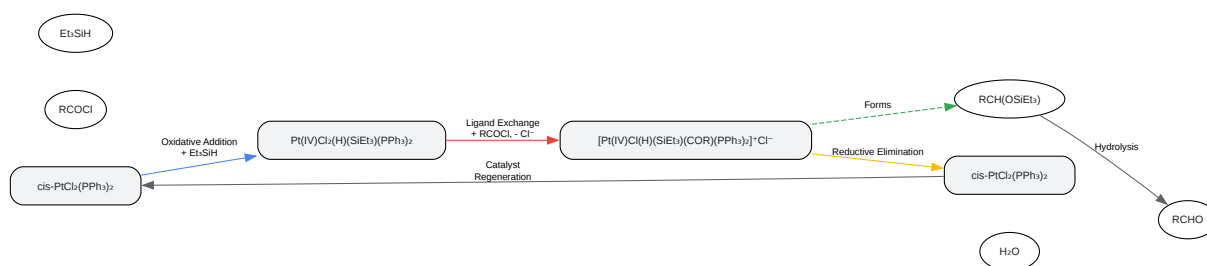 Et₃SiH
RCOCl
cis-PtCl₂(PPh₃)₂
Oxidative Addition
+ Et₃SiH
Pt(IV)Cl₂(H)(SiEt₃)(PPh₃)₂
Ligand Exchange
+ RCOCl, - Cl⁻
[Pt(IV)Cl(H)(SiEt₃)(COR)(PPh₃)₂]⁺Cl⁻
Forms
RCH(OSiEt₃)
Reductive Elimination
cis-PtCl₂(PPh₃)₂
Catalyst
Regeneration
Hydrolysis
RCHO
H₂O